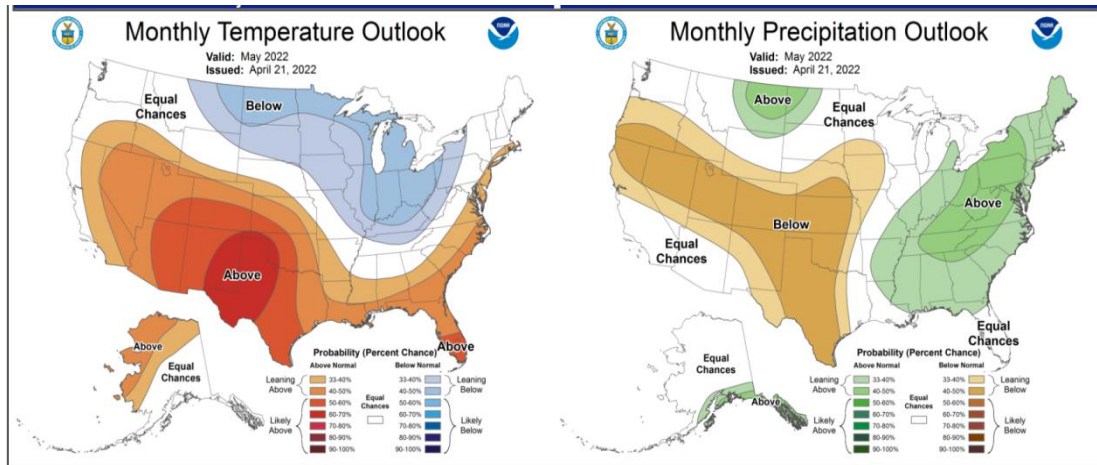 Monthly Temperature Outlook
Valid: May 2022
Issued: April 21, 2022
Equal
Chances
Below
Above
Above
Above
Equal
Chances
Probability (Percent Chance)
Above Normal
Below Normal
Leaning Above
33-40%
40-50%
Likely Above
50-60%
60-70%
70-80%
80-90%
90-100%
Equal Chances
33-40%
40-50%
Leaning Below
50-60%
60-70%
70-80%
80-90%
90-100%
Likely Below
Monthly Precipitation Outlook
Valid: May 2022
Issued: April 21, 2022
Above
Equal
Chances
Above
Below
Equal
Chances
Equal
Chances
Equal
Chances
Above
Probability (Percent Chance)
Above Normal
Below Normal
Leaning Above
33-40%
40-50%
Likely Above
50-60%
60-70%
70-80%
80-90%
90-100%
Equal Chances
33-40%
40-50%
Leaning Below
50-60%
60-70%
70-80%
80-90%
90-100%
Likely Below